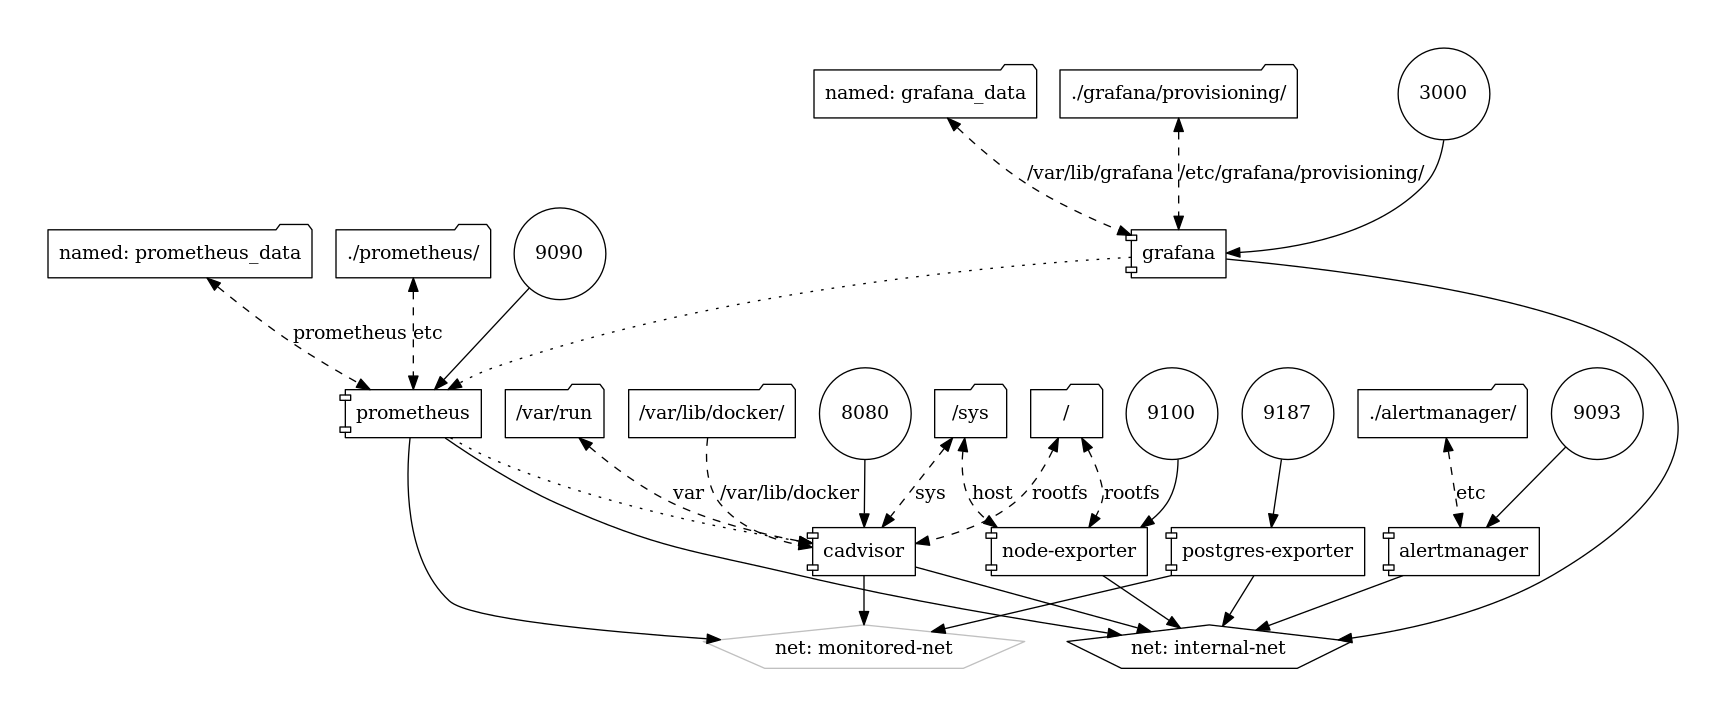 named: grafana_data
./grafana/provisioning/
3000
/var/lib/grafana
/etc/grafana/provisioning/
named: prometheus_data
./prometheus/
9090
grafana
prometheus
etc
prometheus
/var/run
/var/lib/docker/
8080
/sys
/
9100
9187
./alertmanager/
9093
var
/var/lib/docker
sys
host
rootfs
rootfs
etc
cadvisor
node-exporter
postgres-exporter
alertmanager
net: monitored-net
net: internal-net